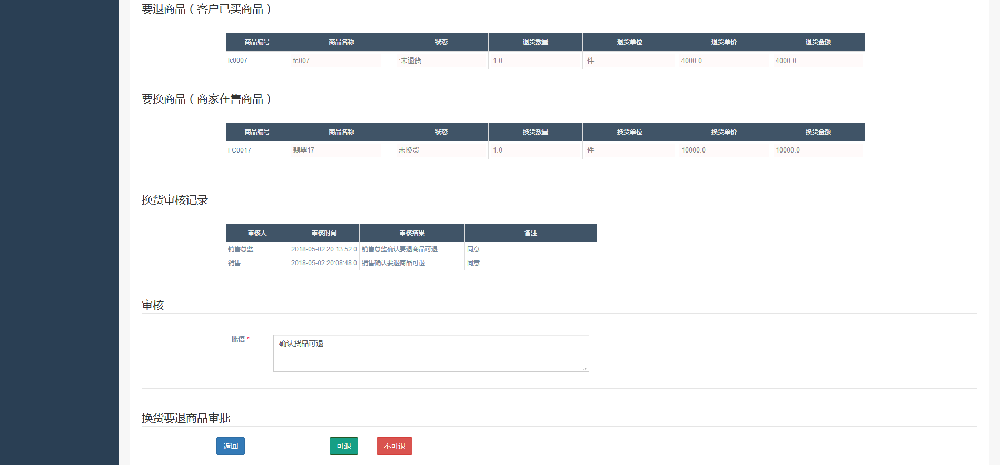 要退商品（客户已买商品）
商品编号 商品名称 状态 退货数量 退货单位 退货单价 退货金额
fc0007 fc007 :未退货 1.0 件 4000.0 4000.0
要换商品（商家在售商品）
商品编号 商品名称 状态 换货数量 换货单位 换货单价 换货金额
FC0017 翡翠17 未换货 1.0 件 10000.0 10000.0
换货审核记录
审核人 审核时间 审核结果 备注
销售总监 2018-05-02 20:13:52.0 销售总监确认要退商品可退 同意
销售 2018-05-02 20:08:48.0 销售确认要退商品可退 同意
审核
批语 * 确认货品可退
换货要退商品审批
返回 可退 不可退